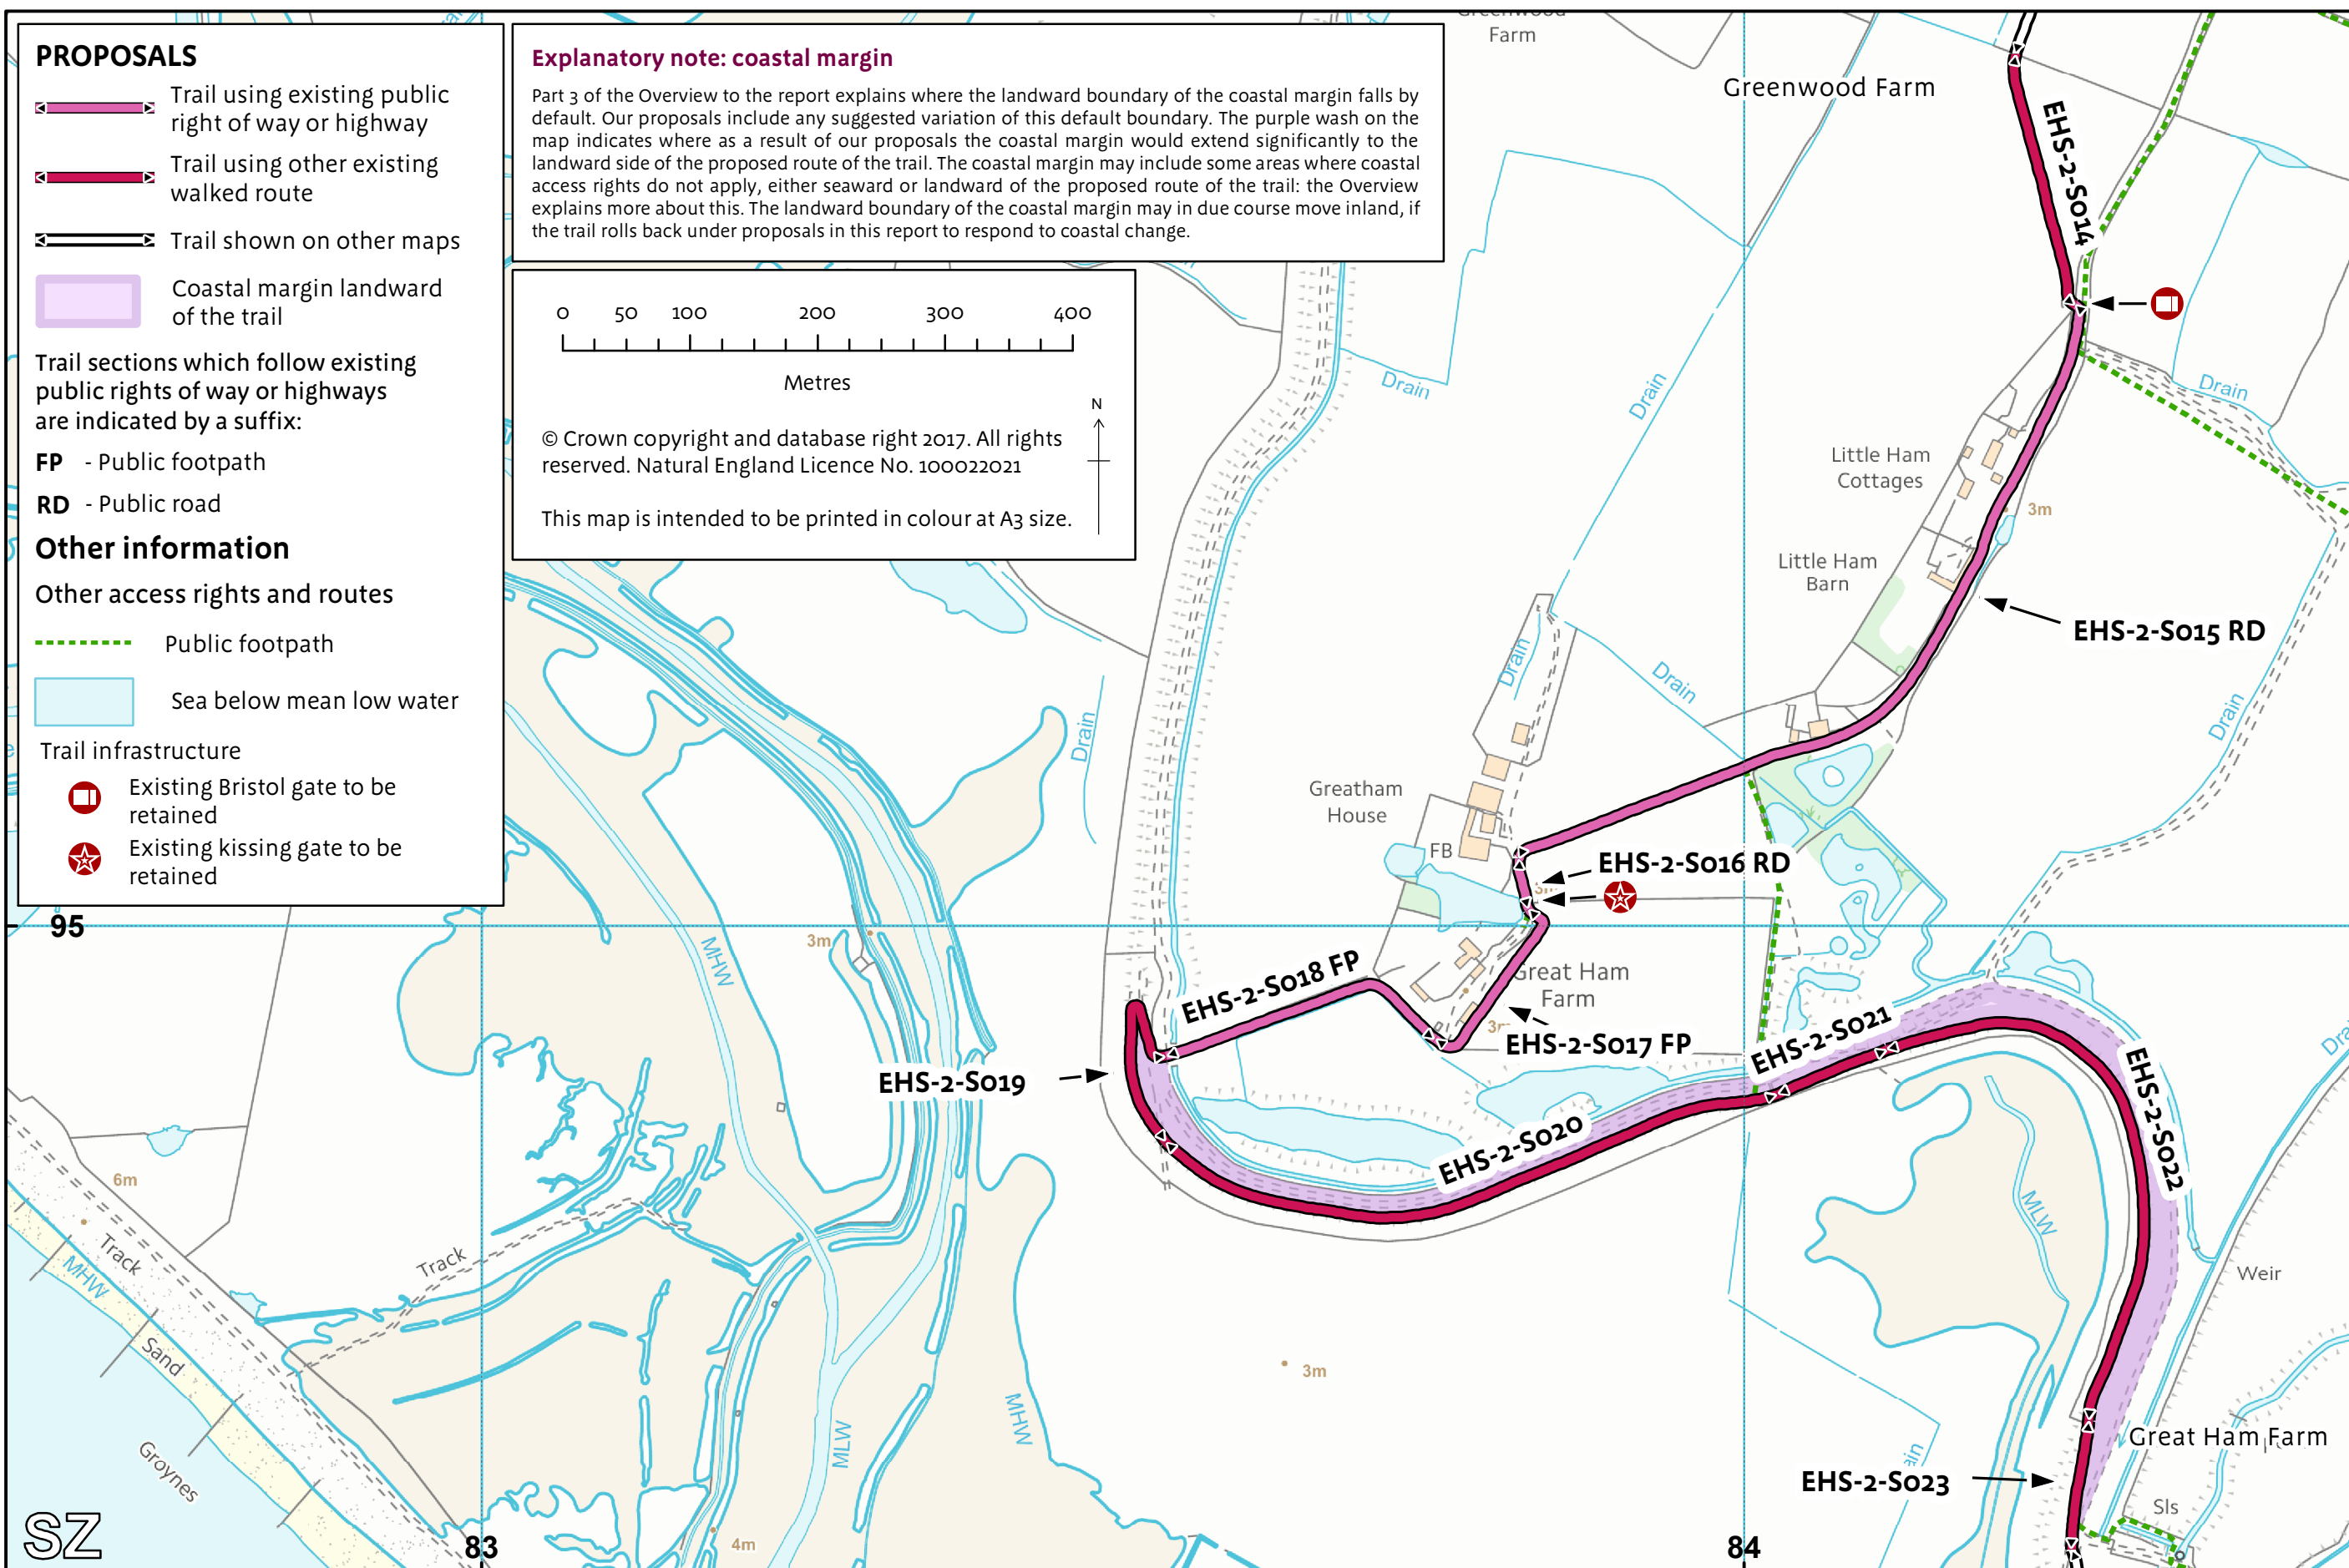 PROPOSALS
Trail using existing public
right of way or highway
Trail using other existing
walked route
Trail shown on other maps
Coastal margin landward
of the trail
Trail sections which follow existing
public rights of way or highways
are indicated by a suffix:
FP - Public footpath
RD - Public road
Other information
Other access rights and routes
Public footpath
Sea below mean low water
Trail infrastructure
Existing Bristol gate to be
retained
Existing kissing gate to be
retained
Explanatory note: coastal margin
Part 3 of the Overview to the report explains where the landward boundary of the coastal margin falls by
default. Our proposals include any suggested variation of this default boundary. The purple wash on the
map indicates where as a result of our proposals the coastal margin would extend significantly to the
landward side of the proposed route of the trail. The coastal margin may include some areas where coastal
access rights do not apply, either seaward or landward of the proposed route of the trail: the Overview
explains more about this. The landward boundary of the coastal margin may in due course move inland, if
the trail rolls back under proposals in this report to respond to coastal change.
0 50 100 200 300 400
Metres
N
© Crown copyright and database right 2017. All rights
reserved. Natural England Licence No. 100022021
This map is intended to be printed in colour at A3 size.
Greenwood
Farm
Greenwood Farm
EHS-2-S014
Drain
Drain
Drain
Little Ham
Cottages
3m
Little Ham
Barn
EHS-2-S015 RD
Drain
Drain
Drain
Drain
Greatham
House
FB
EHS-2-S016 RD
3m
95
3m
MHW
EHS-2-S018 FP
Great Ham
Farm
3m
EHS-2-S017 FP
EHS-2-S021
EHS-2-S019
EHS-2-S020
EHS-2-S022
MLW
6m
Track
Track
MHW
Weir
Sand
3m
Groynes
MLW
MHW
Great Ham Farm
EHS-2-S023
Sls
SZ
83
4m
84